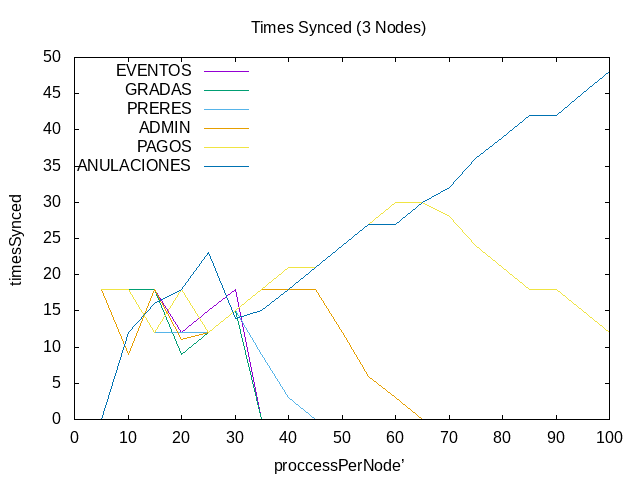 Times Synced (3 Nodes)
EVENTOS
GRADAS
PRERES
ADMIN
PAGOS
ANULACIONES
timesSynced
50
45
40
35
30
25
20
15
10
5
0
0 10 20 30 40 50 60 70 80 90 100
proccessPerNode’